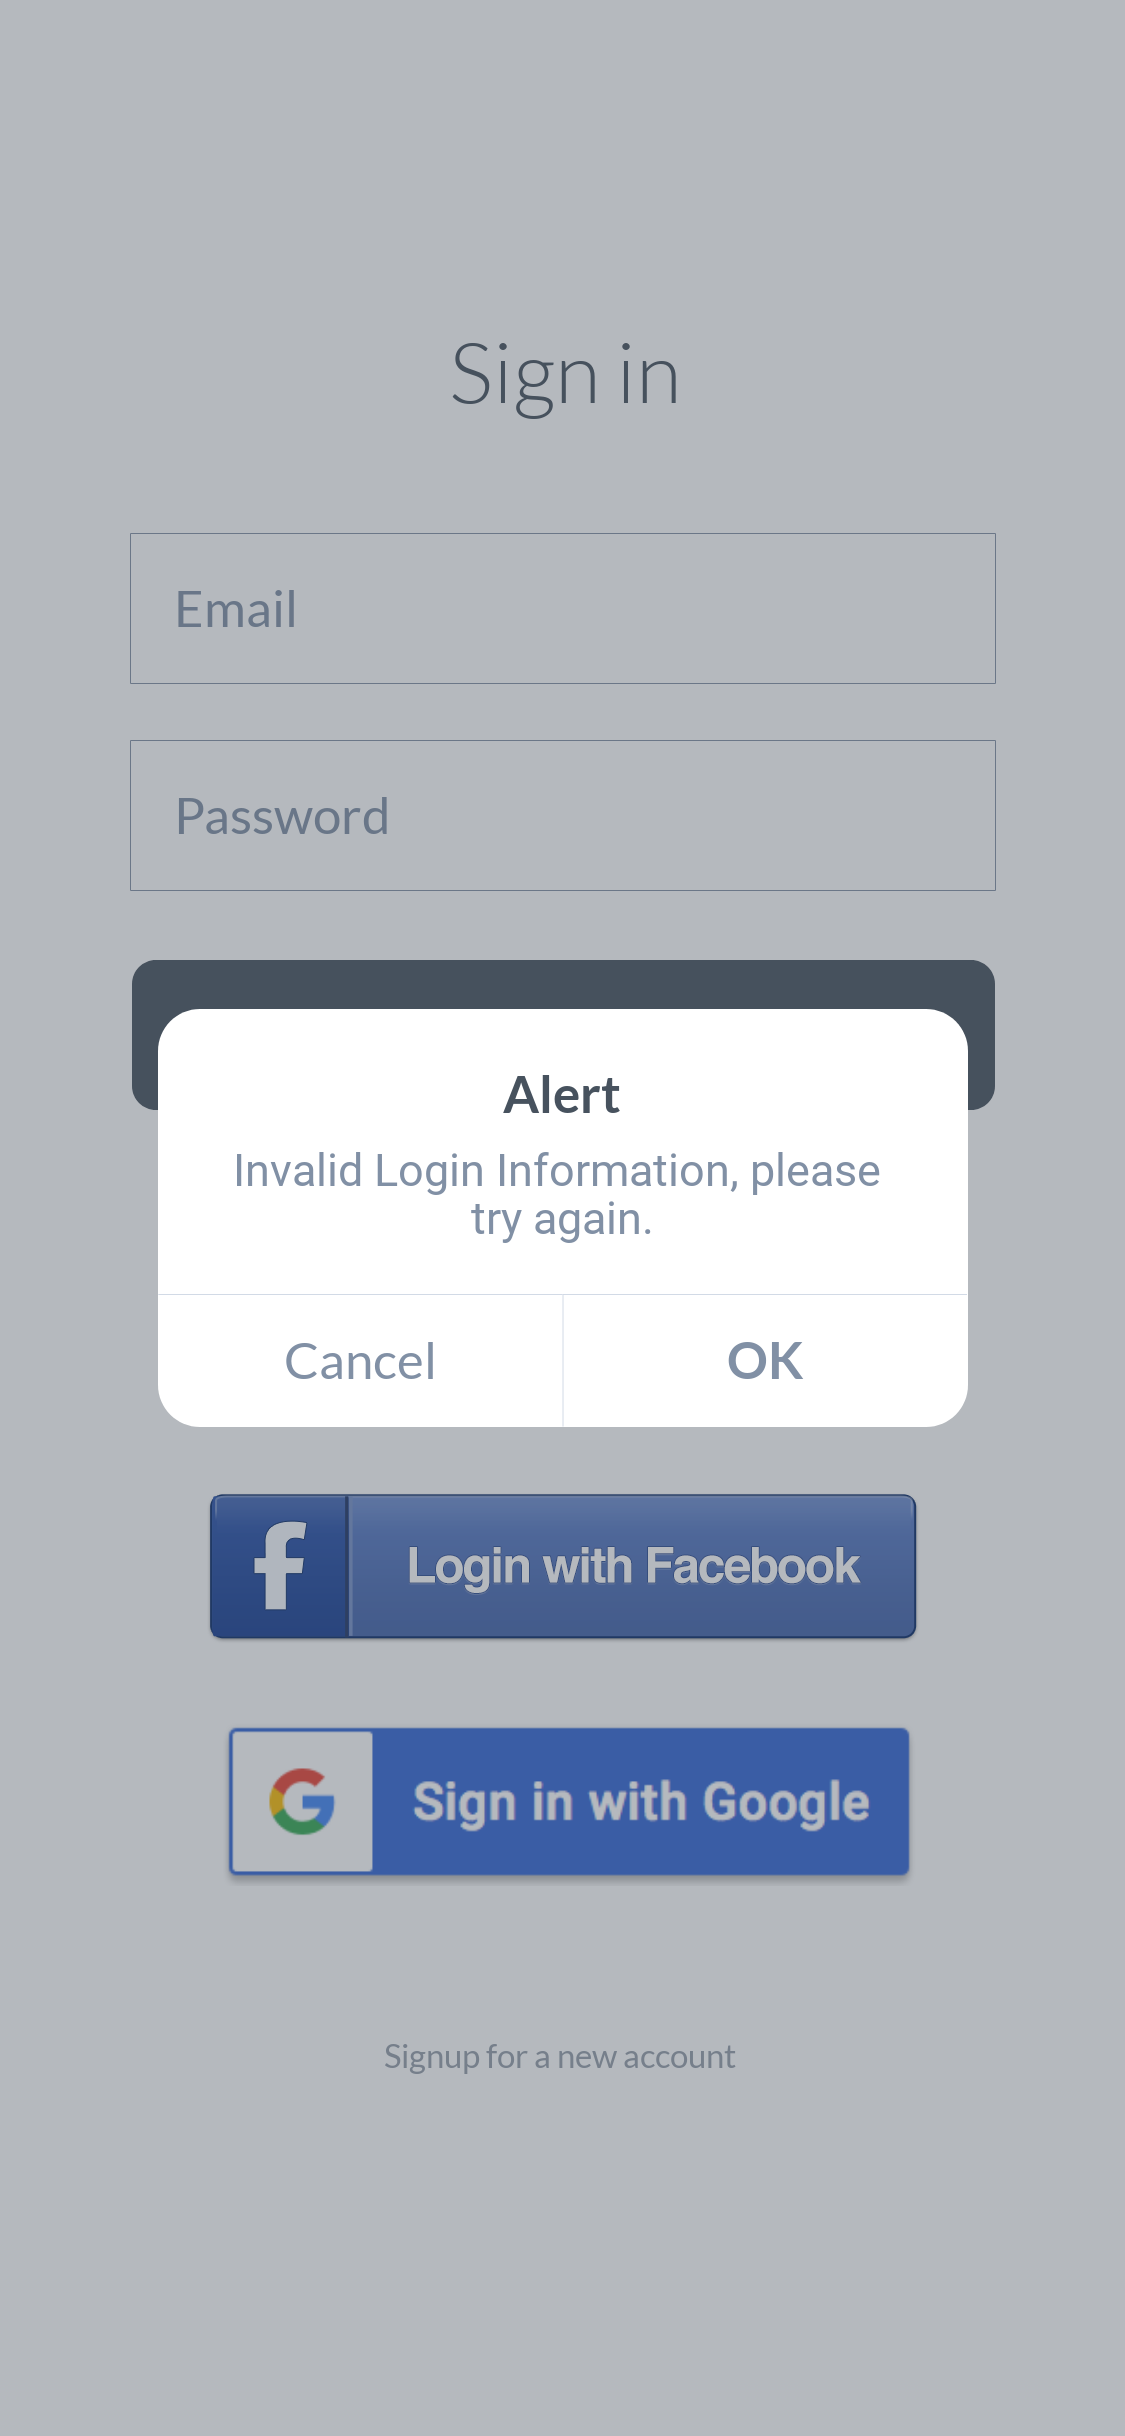 Sign in
Email
Password
Alert
Invalid Login Information, please
try again.
Cancel
OK
Login with Facebook
Sign in with Google
Signup for a new account